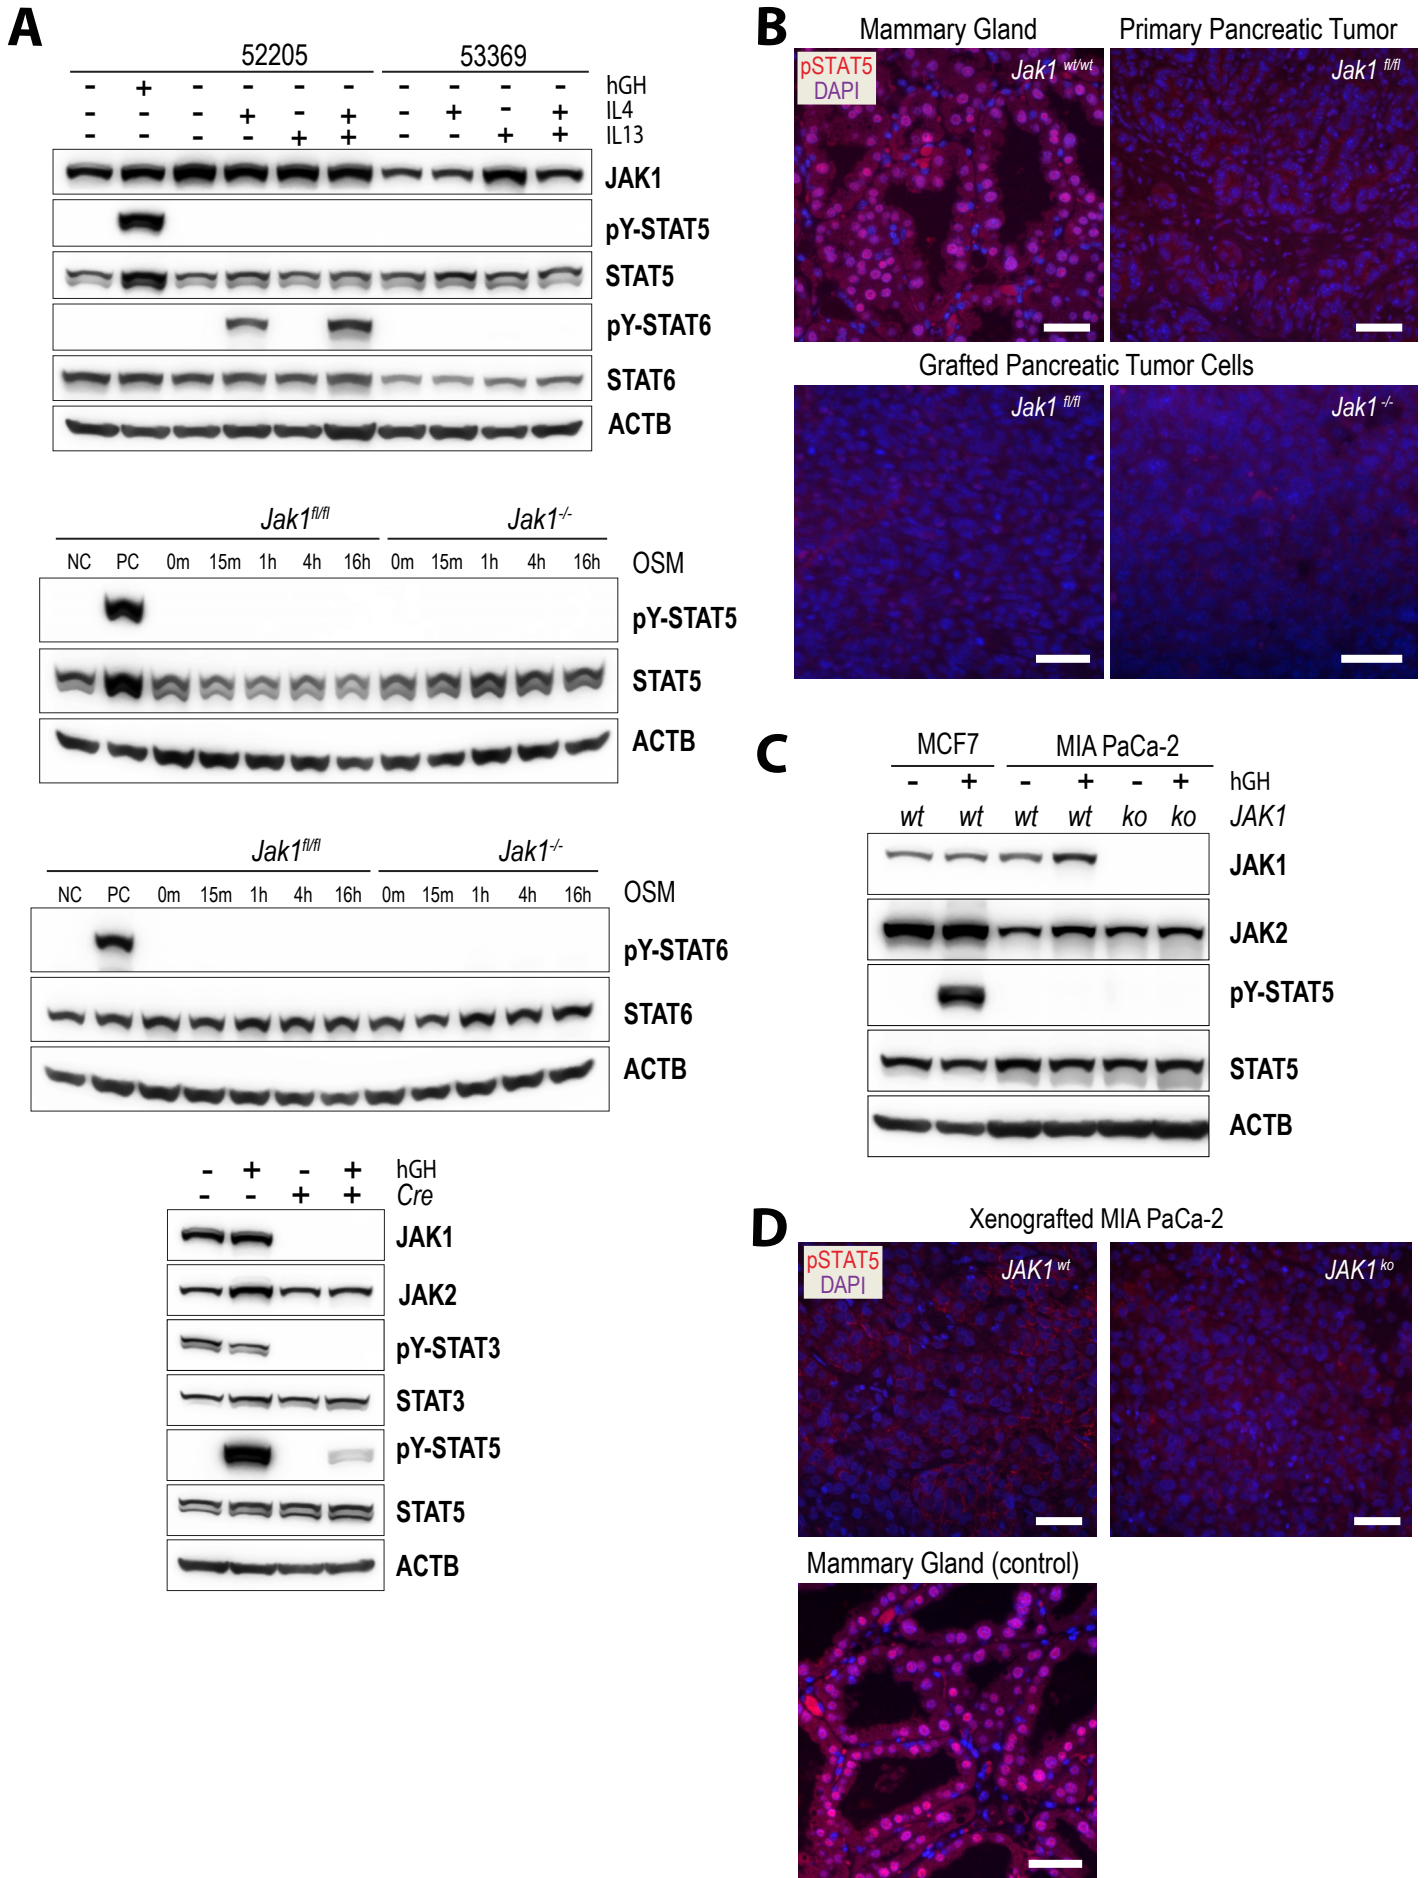 A
52205 53369
- + - - - - - - - - hGH
- - - + - + - + - + IL4
- - - - + + - - + + IL13
JAK1
pY-STAT5
STAT5
pY-STAT6
STAT6
ACTB
Jak1fl/fl Jak1-/-
NC PC 0m 15m 1h 4h 16h 0m 15m 1h 4h 16h OSM
pY-STAT5
STAT5
ACTB
Jak1fl/fl Jak1-/-
NC PC 0m 15m 1h 4h 16h 0m 15m 1h 4h 16h OSM
pY-STAT6
STAT6
ACTB
- + - + hGH
- - + + Cre
JAK1
JAK2
pY-STAT3
STAT3
pY-STAT5
STAT5
ACTB
B
Mammary Gland Primary Pancreatic Tumor
pSTAT5
DAPI
Jak1 wt/wt
Jak1 fl/fl
Grafted Pancreatic Tumor Cells
Jak1 fl/fl
Jak1 -/-
C
MCF7 MIA PaCa-2
- + - + - + hGH
wt wt wt wt ko ko JAK1
JAK1
JAK2
pY-STAT5
STAT5
ACTB
D
Xenografted MIA PaCa-2
pSTAT5
DAPI
JAK1 wt
JAK1 ko
Mammary Gland (control)